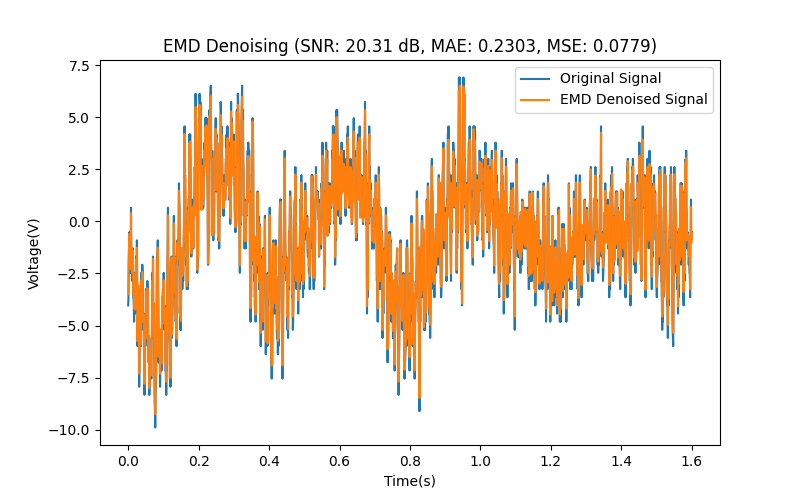 EMD Denoising (SNR: 20.31 dB, MAE: 0.2303, MSE: 0.0779)
Original Signal
EMD Denoised Signal
Voltage(V)
7.5
5.0
2.5
0.0
−2.5
−5.0
−7.5
−10.0
0.0 0.2 0.4 0.6 0.8 1.0 1.2 1.4 1.6
Time(s)